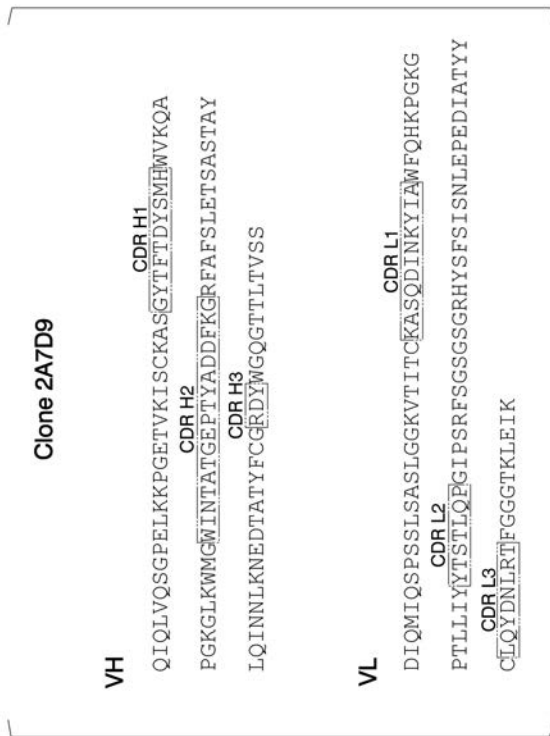 Clone 2A7D9
VH
CDR H1
QIQLVQSGPELKKPGETVKISCKASGYTFTDYSMHWVKQA
CDR H2
PGKGLKWMGWINTATGEPTYADDFKGRFAFSLETSASTAY
CDR H3
LQINNLKNEDTATYFCGRDYWGQGTTLTVSS
VL
CDR L1
DIQMIQSPSSLSASLGGKVTITCKASQDINKYIAWFQHKPGKG
CDR L2
PTLLIYYTSTLQPGIPSRFSGSGSGRHYSFSISNLEPEDIATYY
CDR L3
CLQYDNLRTFGGGTKLEIK